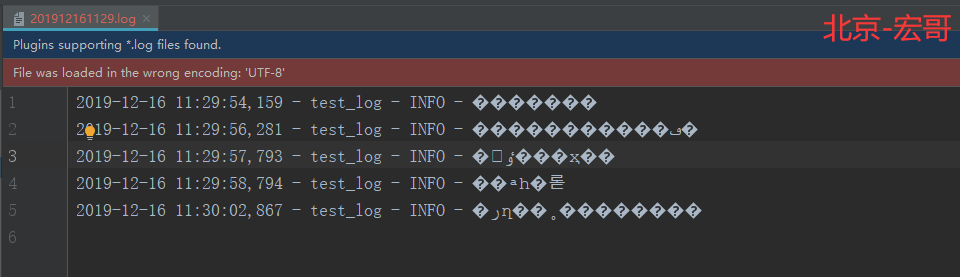 201912161129.log
北京-宏哥
Plugins supporting *.log files found.
File was loaded in the wrong encoding: 'UTF-8'
1 2019-12-16 11:29:54,159 - test_log - INFO - �������
2 2019-12-16 11:29:56,281 - test_log - INFO -
3 2019-12-16 11:29:57,793 - test_log - INFO -
4 2019-12-16 11:29:58,794 - test_log - INFO -
5 2019-12-16 11:30:02,867 - test_log - INFO -
6